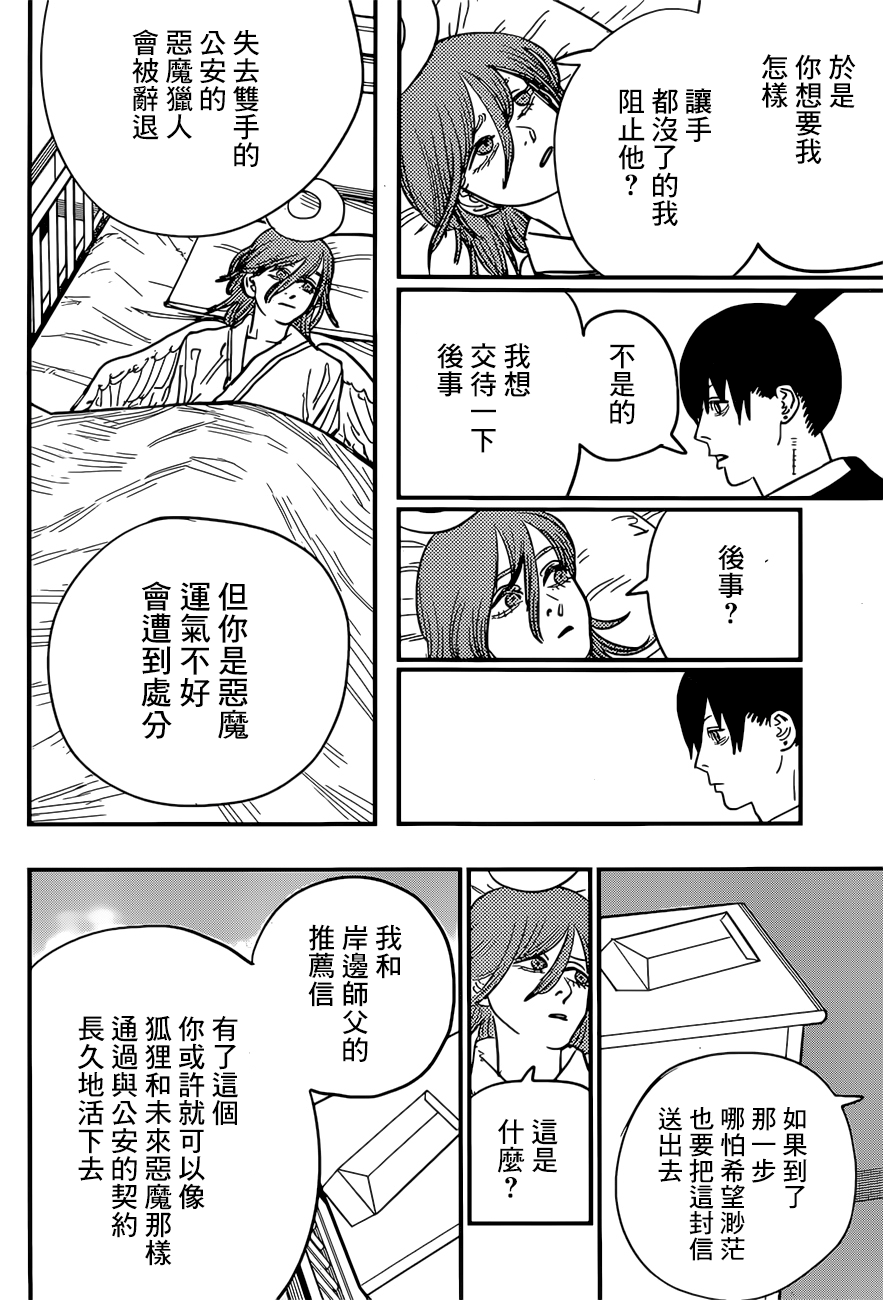 於是
你想要我
怎樣
讓手
都沒了的我
阻止他?
不是的
我想
交待一下
後事
後事?
失去雙手的
公安的
惡魔獵人
會被辭退
但你是惡魔
運氣不好
會遭到處分
如果到了
那一步
哪怕希望渺茫
也要把這封信
送出去
這是
什麼?
我和
岸邊師父的
推薦信
有了這個
你或許就可以像
狐狸和未來惡魔那樣
通過與公安的契約
長久地活下去